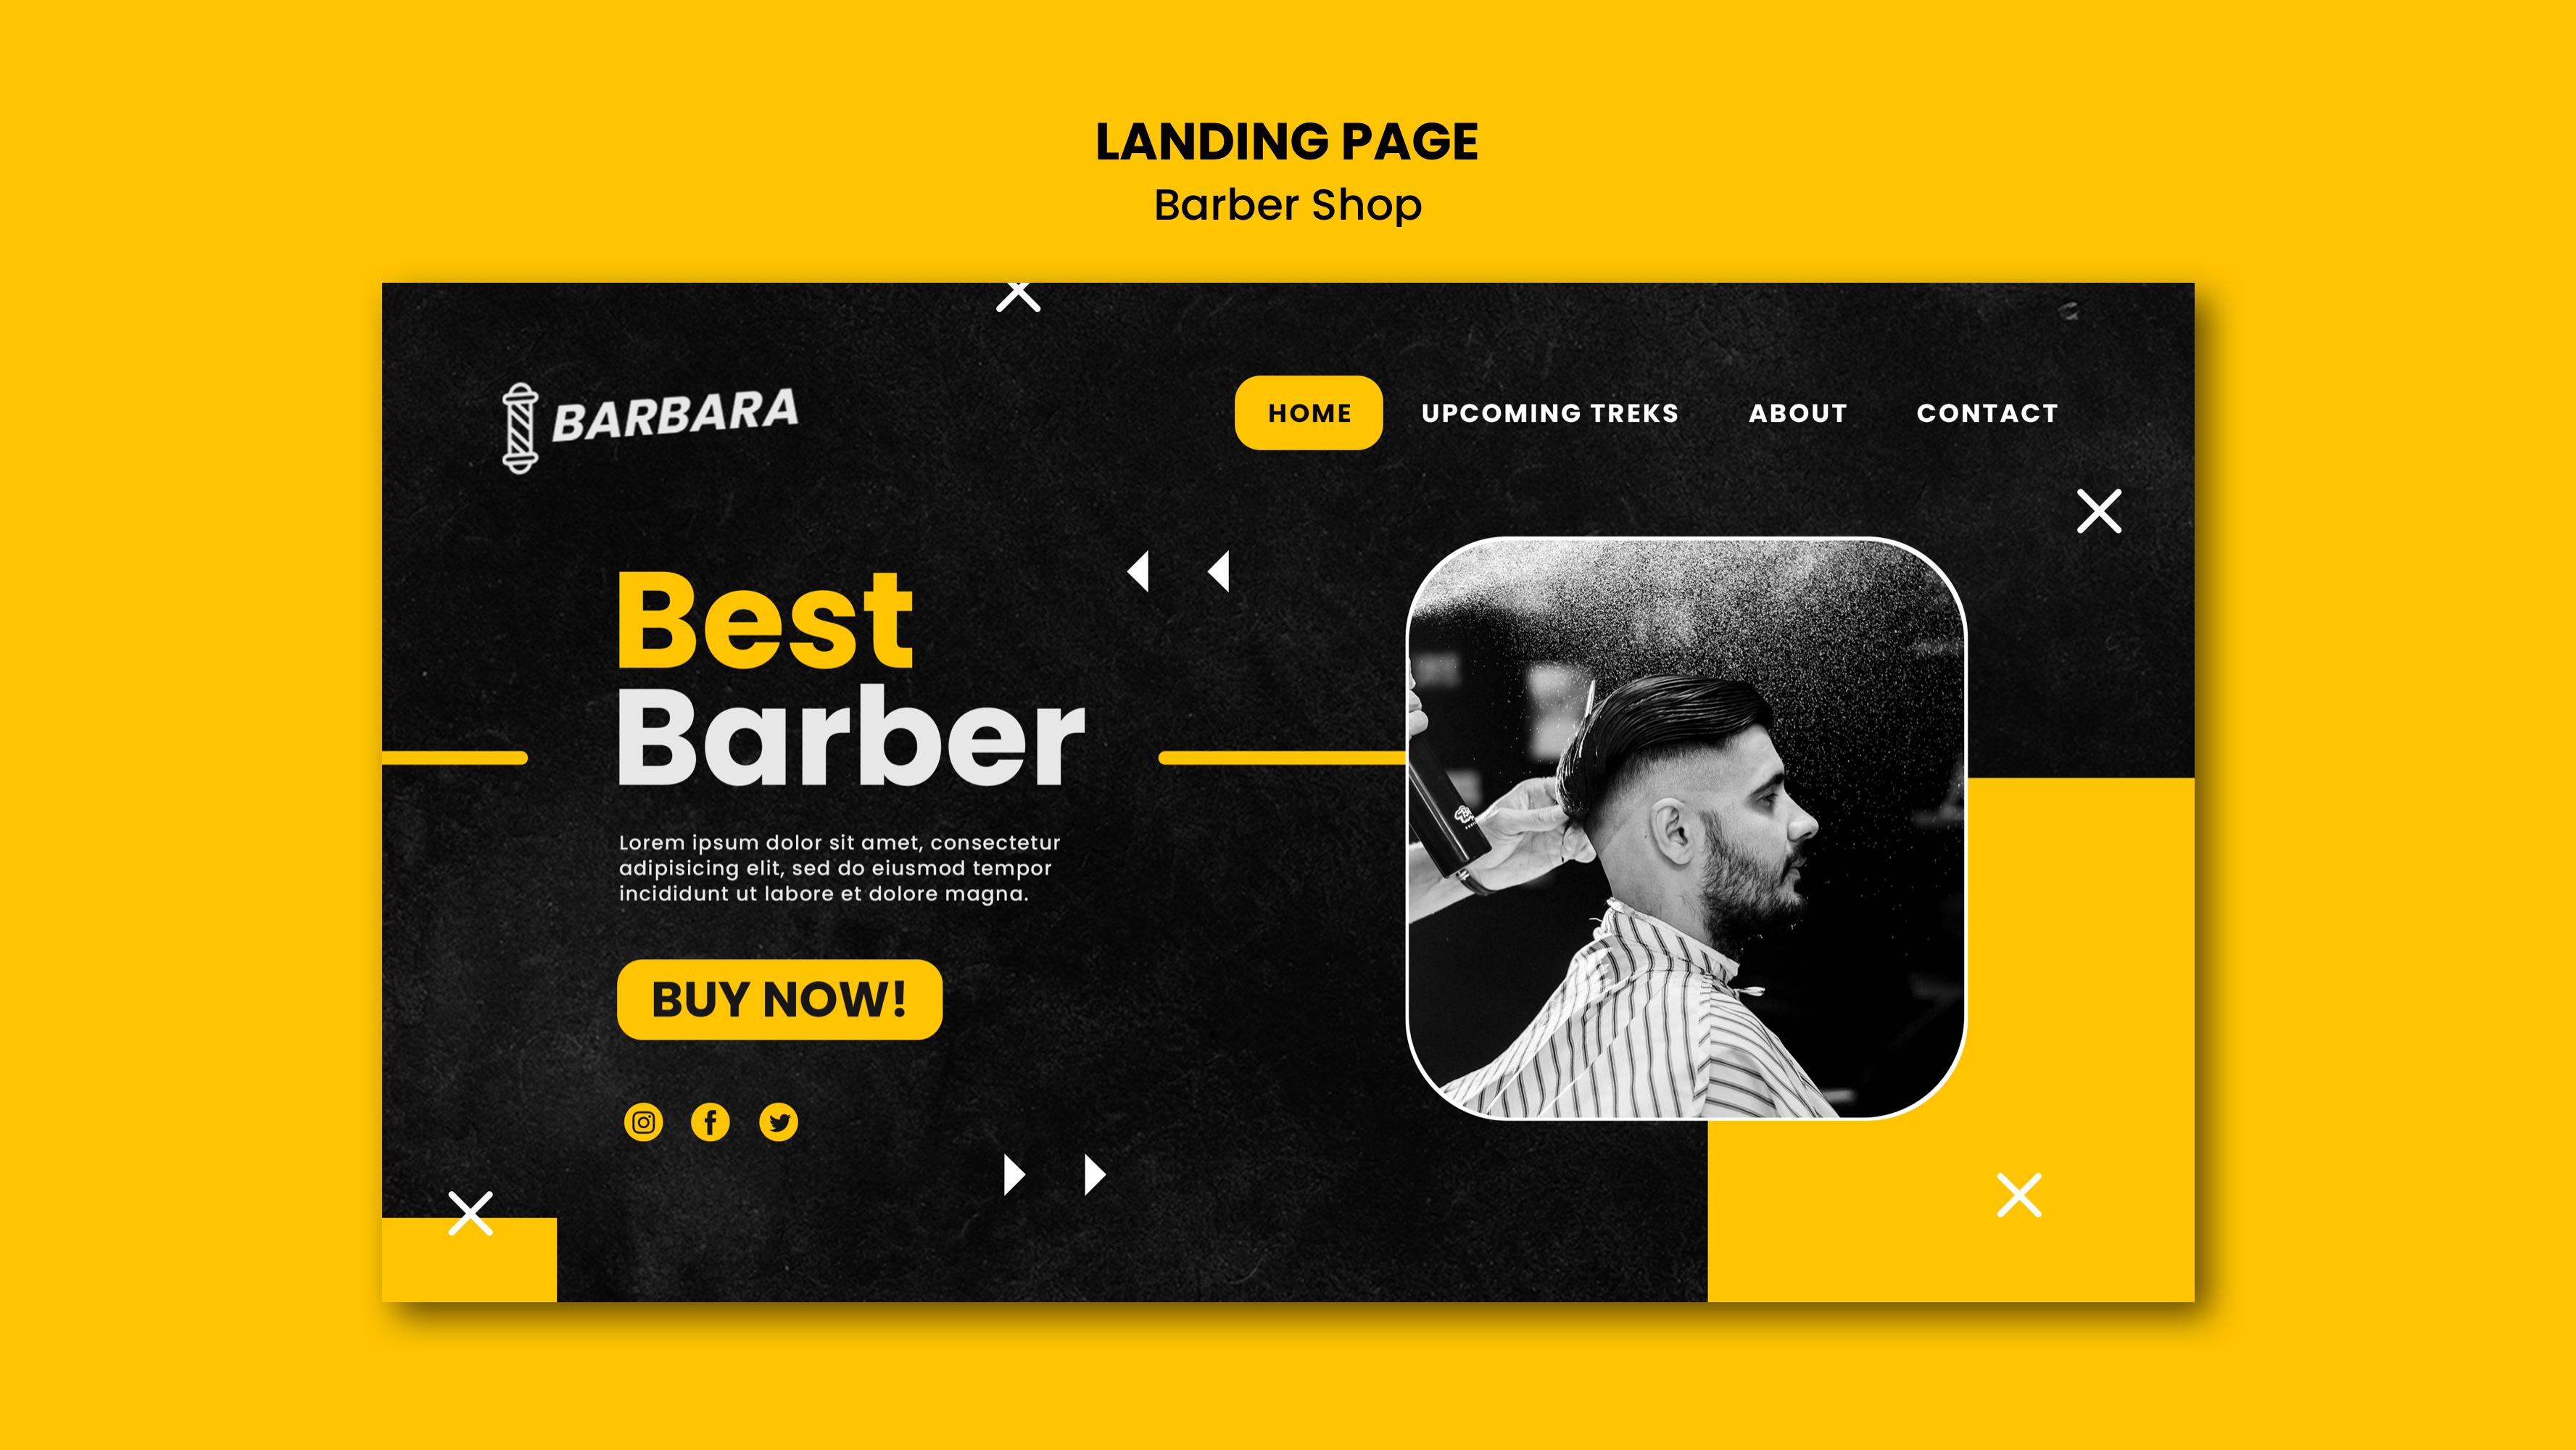 LANDING PAGE
Barber Shop
BARBARA
HOME UPCOMING TREKS ABOUT CONTACT
Best
Barber
Lorem ipsum dolor sit amet, consectetur
adipisicing elit, sed do eiusmod tempor
incididunt ut labore et dolore magna.
BUY NOW!